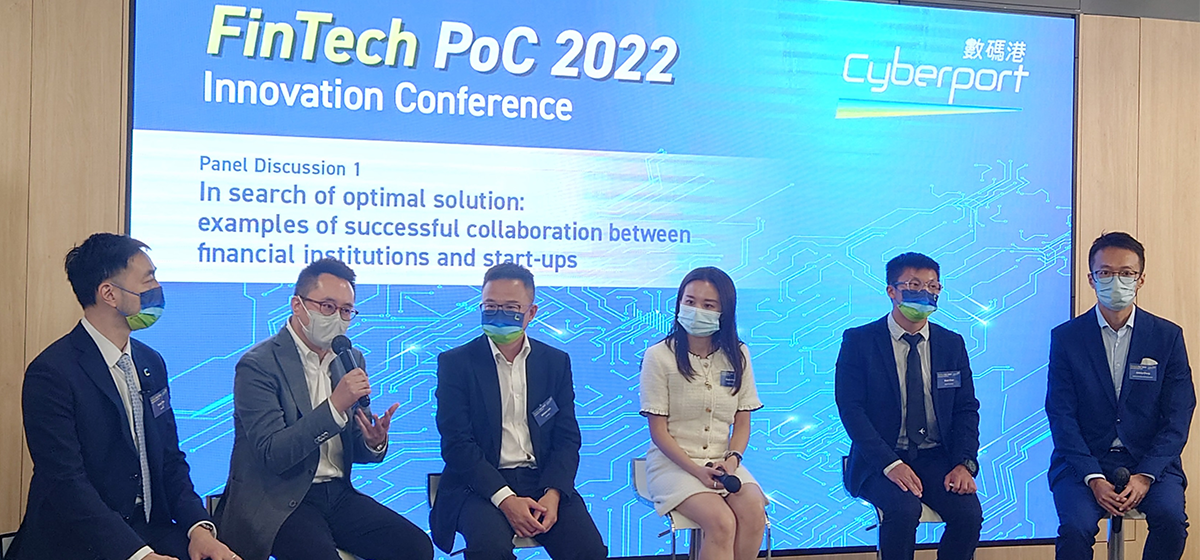 FinTech PoC 2022
Innovation Conference
數碼港
Cyberport
Panel Discussion 1
In search of optimal solution:
examples of successful collaboration between
financial institutions and start-ups